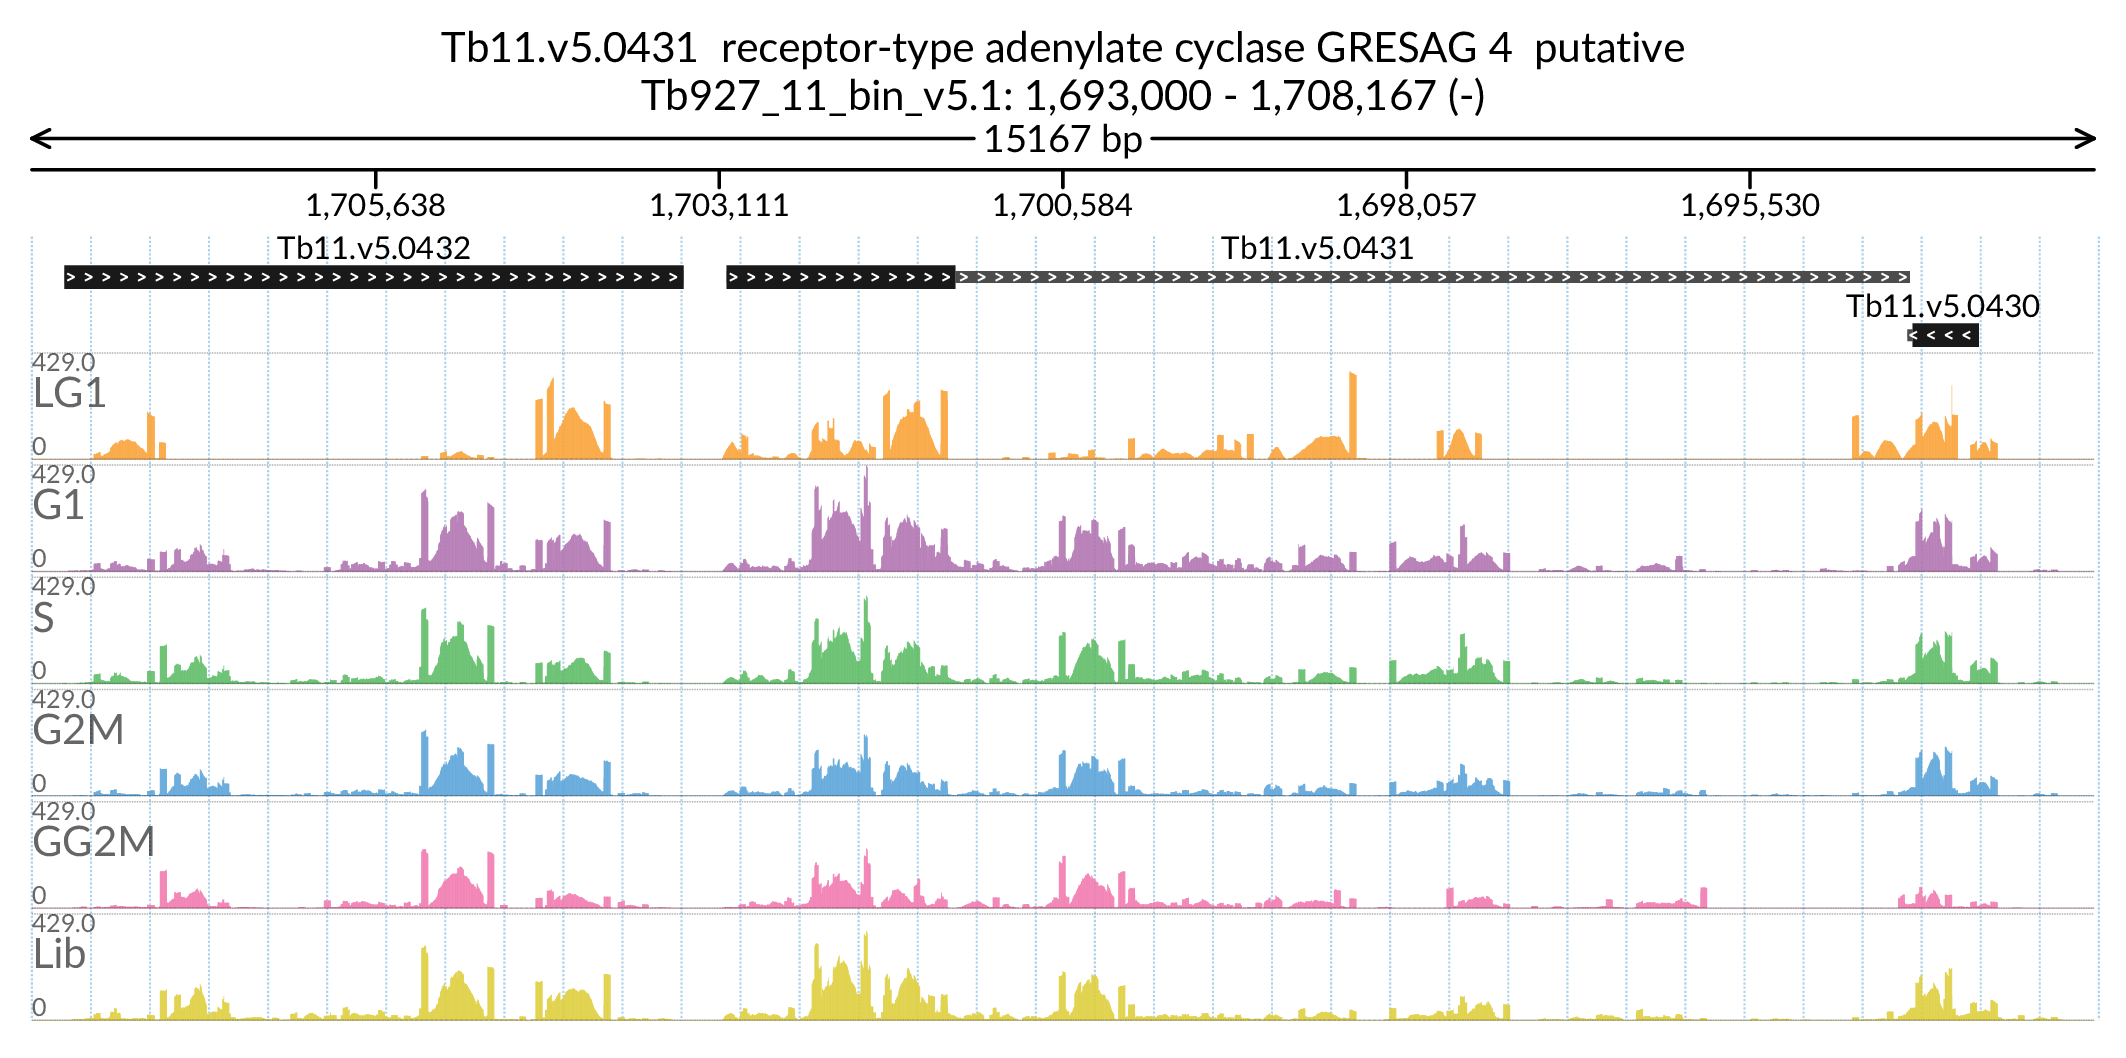 Tb11.v5.0431  receptor-type adenylate cyclase GRESAG 4  putative
Tb927_11_bin_v5.1: 1,693,000 - 1,708,167 (-)
15167 bp
1,705,638 1,703,111 1,700,584 1,698,057 1,695,530
Tb11.v5.0432 Tb11.v5.0431
Tb11.v5.0430
429.0
LG1
0
429.0
G1
0
429.0
S
0
429.0
G2M
0
429.0
GG2M
0
429.0
Lib
0